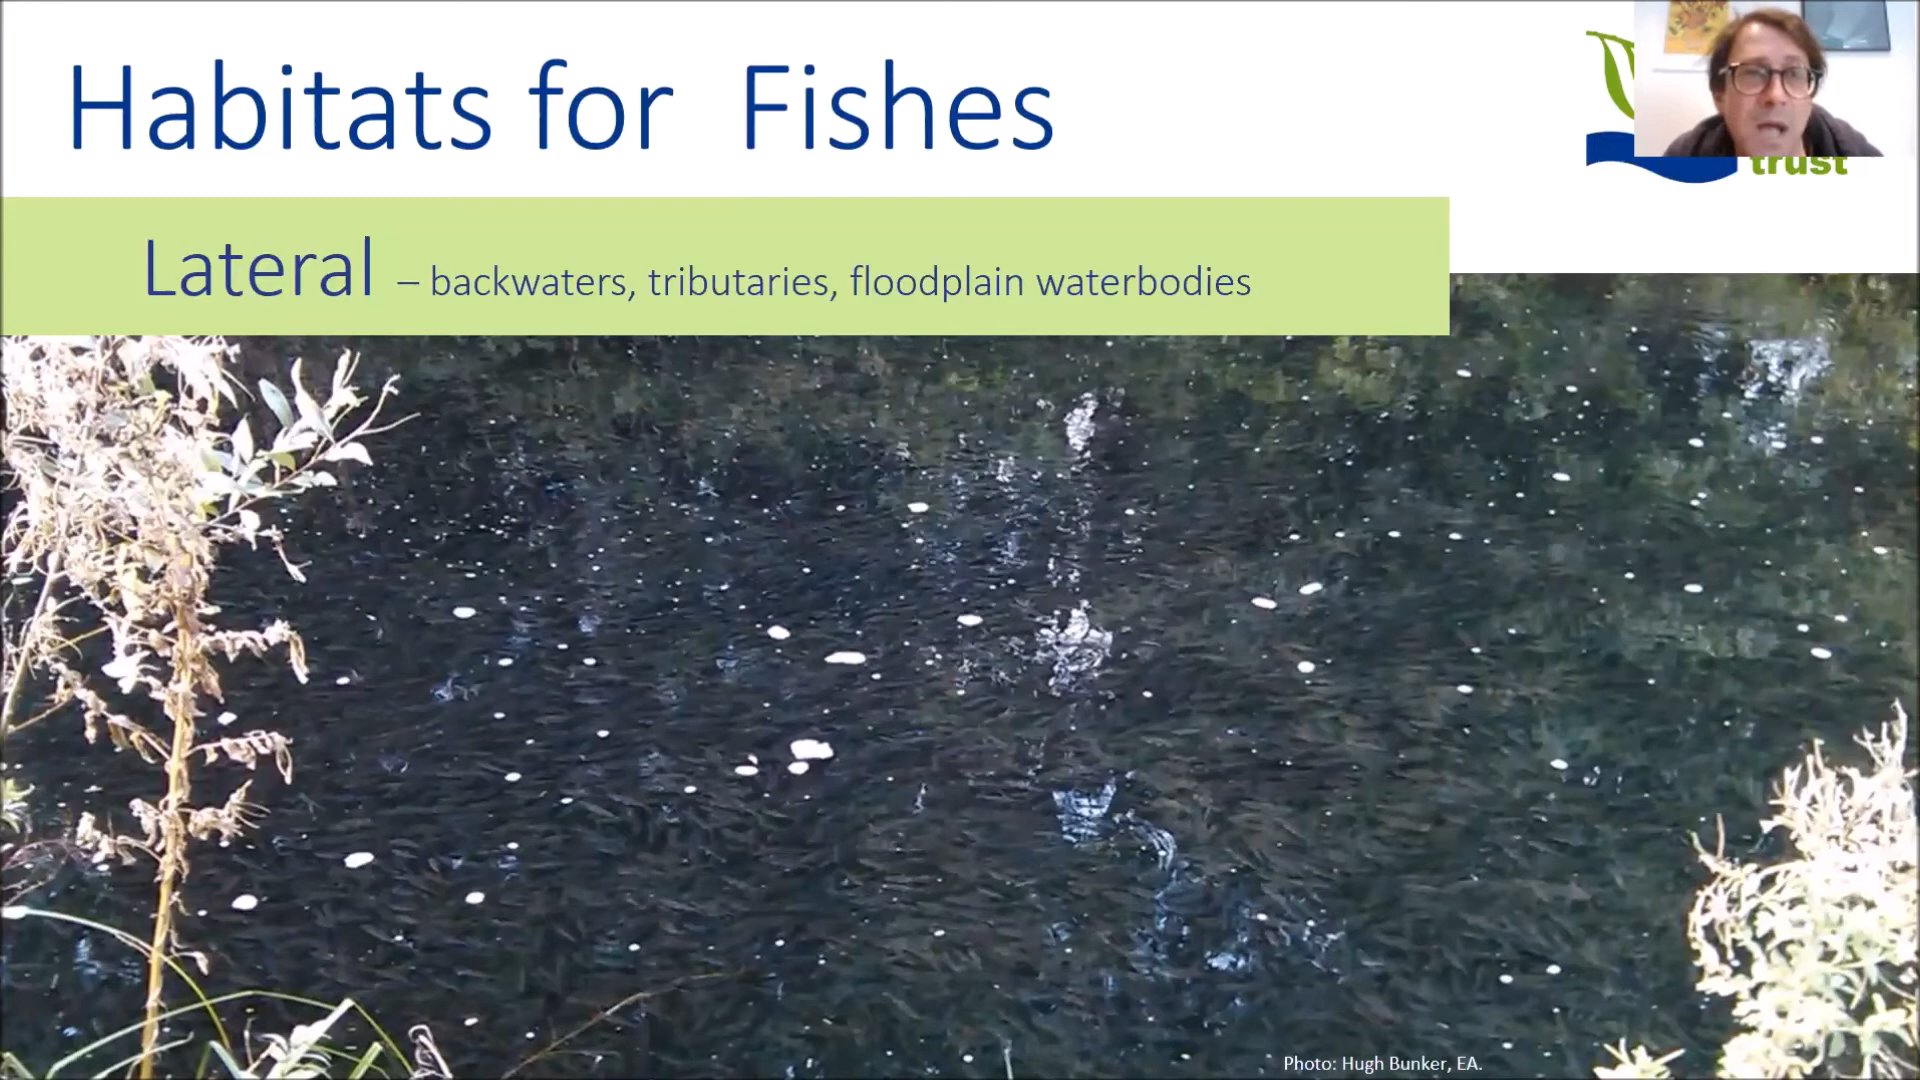 Habitats for  Fishes
trust
Lateral – backwaters, tributaries, floodplain waterbodies
Photo: Hugh Bunker, EA.